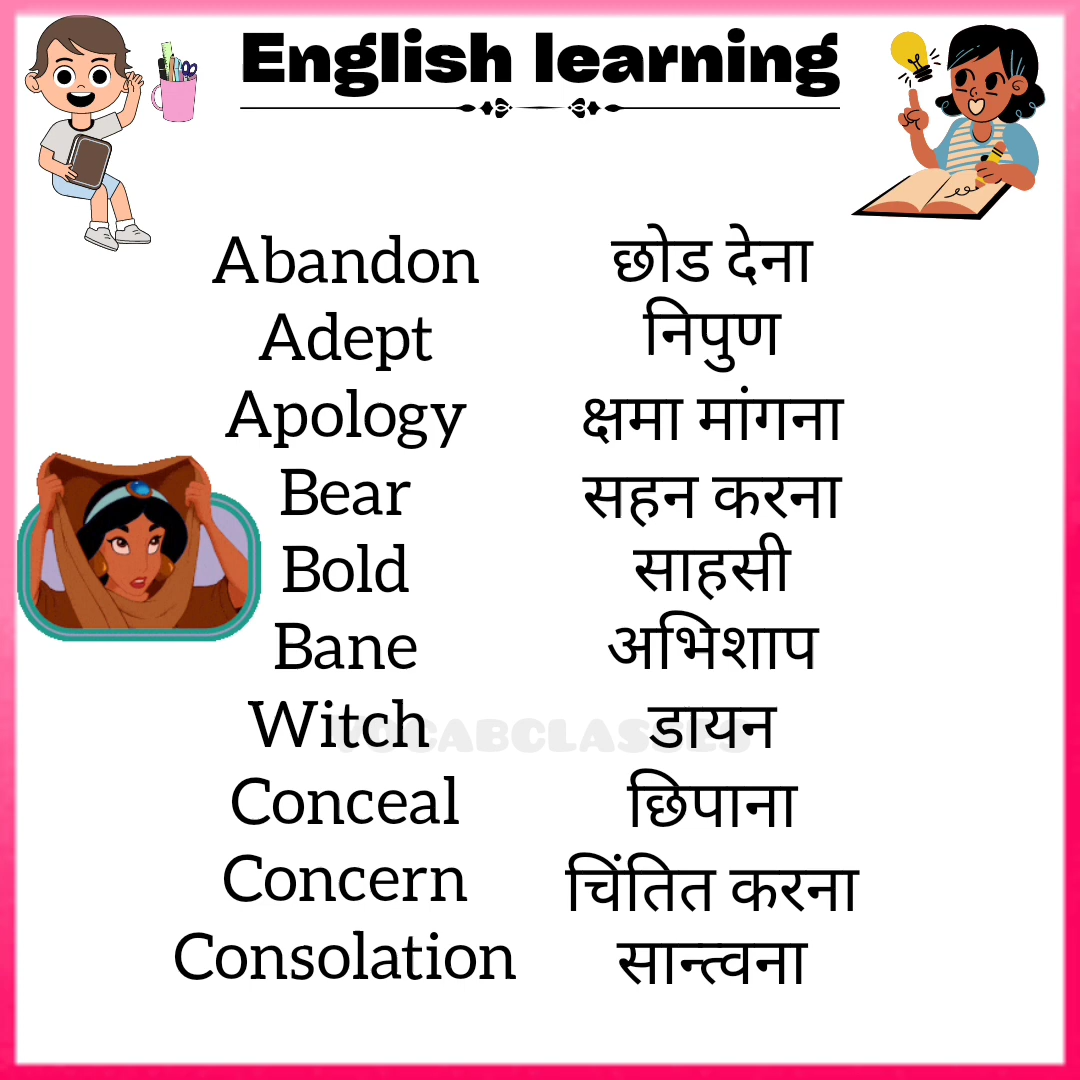 English learning
Abandon छोड देना
Adept निपुण
Apology क्षमा मांगना
Bear सहन करना
Bold साहसी
Bane अभिशाप
Witch डायन
VOCABCLASSES
Conceal छिपाना
Concern चिंतित करना
Consolation सान्त्वना